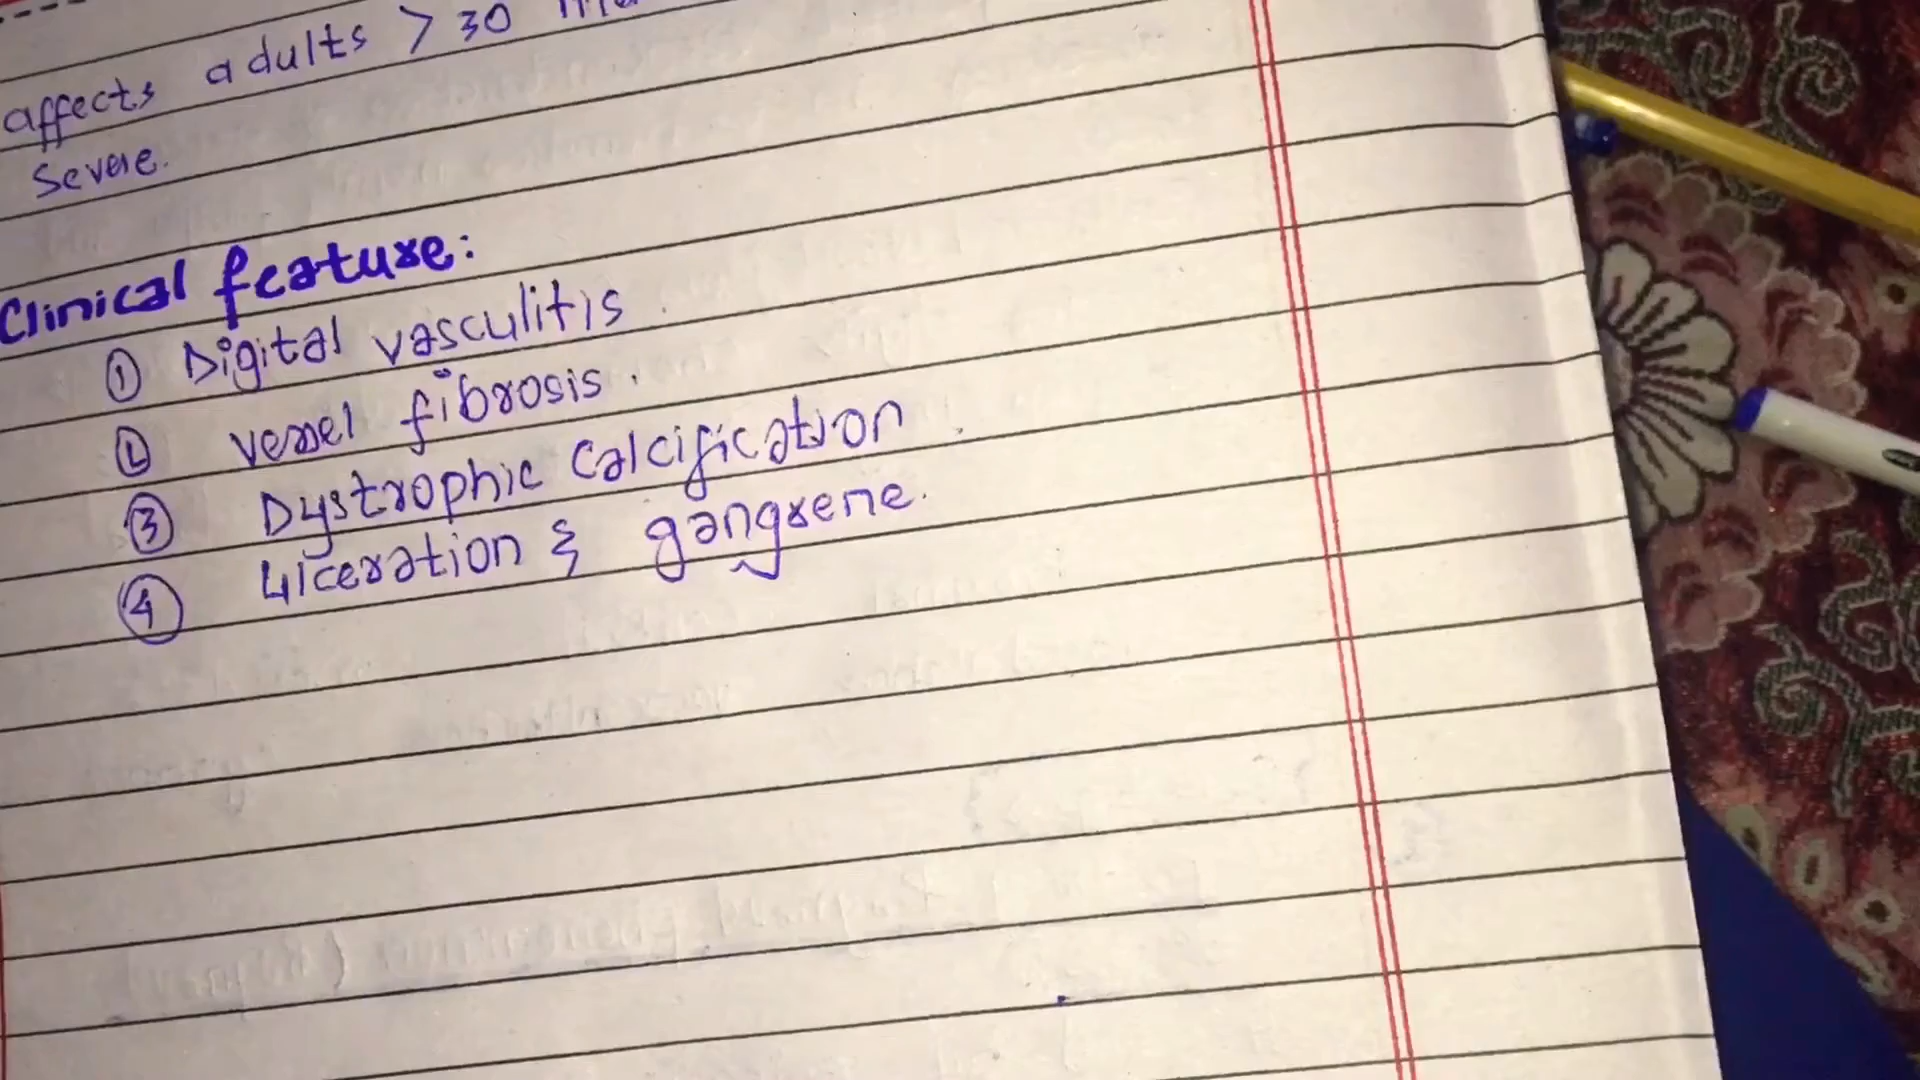 affects adults > 30
Severe.
Clinical feature:
① Digital vasculitis.
② vessel fibrosis.
③ Dystrophic Calcification.
④ Ulceration & gangrene.